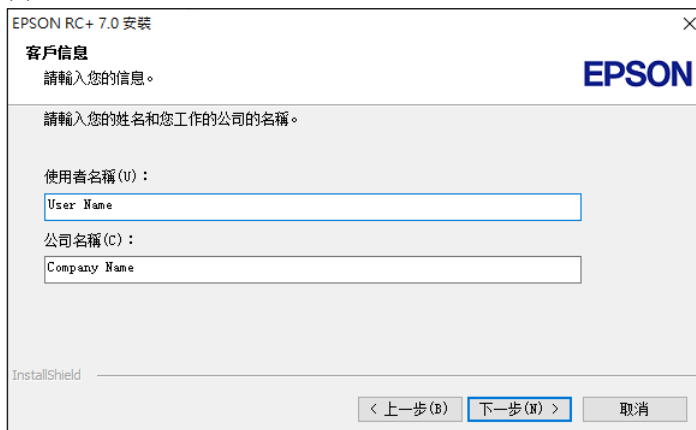 EPSON RC+ 7.0 安裝
客戶信息
請輸入您的信息。
EPSON
請輸入您的姓名和您工作的公司的名稱。
使用者名稱(U)：
User Name
公司名稱(C)：
Company Name
InstallShield
< 上一步(B) 下一步(N) > 取消